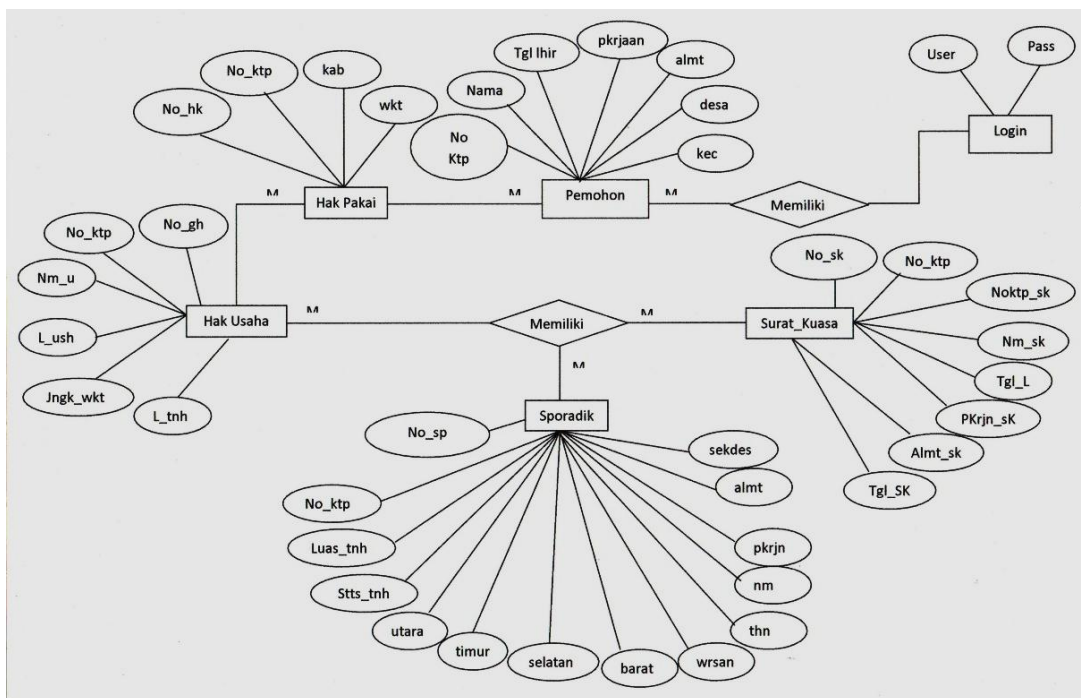 User
Pass
Login
Tgl lhir
pkrjaan
almt
Nama
desa
No
Ktp
kec
Pemohon
No_ktp
kab
No_hk
wkt
Hak Pakai
M
M
M
Memiliki
No_ktp
No_gh
Nm_u
L_ush
Jngk_wkt
L_tnh
Hak Usaha
M
Memiliki
M
M
No_sk
No_ktp
Noktp_sk
Surat_Kuasa
Nm_sk
Tgl_L
PKrjn_sK
Almt_sk
Tgl_SK
Sporadik
No_sp
sekdes
almt
No_ktp
Luas_tnh
pkrjn
Stts_tnh
nm
utara
thn
timur
selatan
barat
wrsan